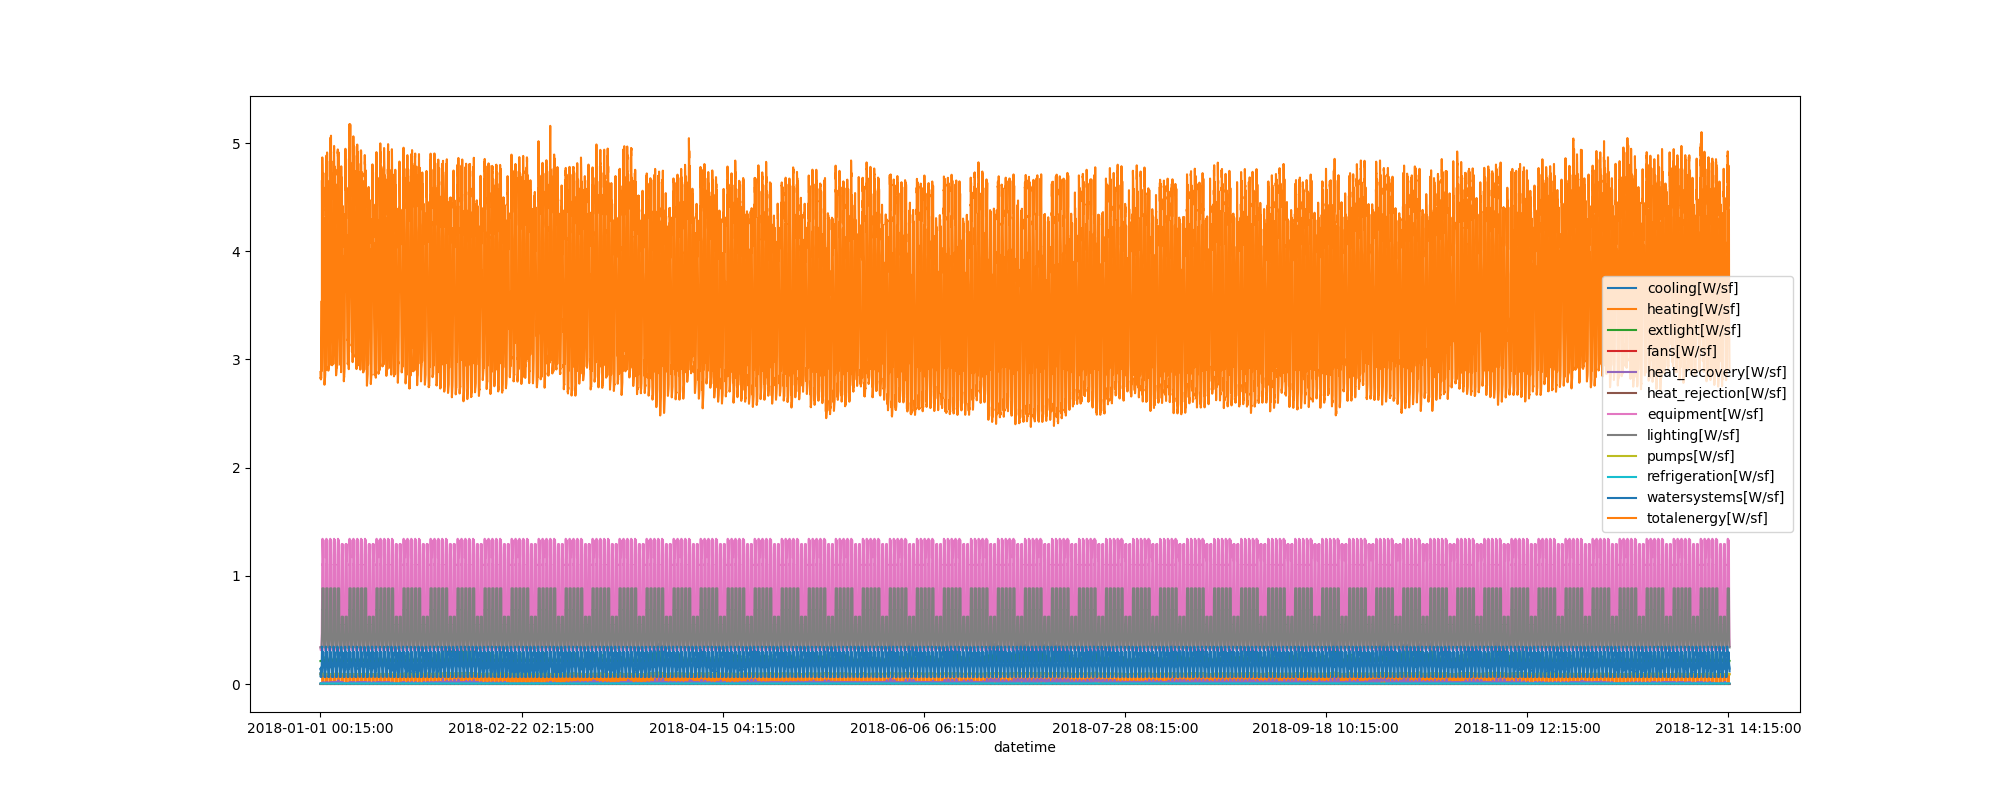 5
4
3
2
1
0
cooling[W/sf]
heating[W/sf]
extlight[W/sf]
fans[W/sf]
heat_recovery[W/sf]
heat_rejection[W/sf]
equipment[W/sf]
lighting[W/sf]
pumps[W/sf]
refrigeration[W/sf]
watersystems[W/sf]
totalenergy[W/sf]
2018-01-01 00:15:00 2018-02-22 02:15:00 2018-04-15 04:15:00 2018-06-06 06:15:00 2018-07-28 08:15:00 2018-09-18 10:15:00 2018-11-09 12:15:00 2018-12-31 14:15:00
datetime